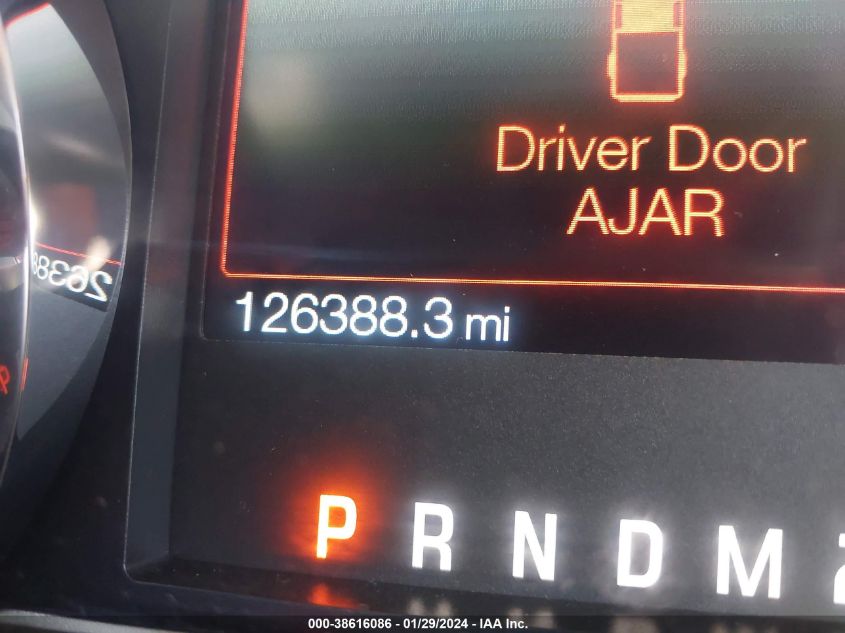 Driver Door
AJAR
126388.3 mi
P R N D M
000-38616086 - 01/29/2024 - IAA Inc.